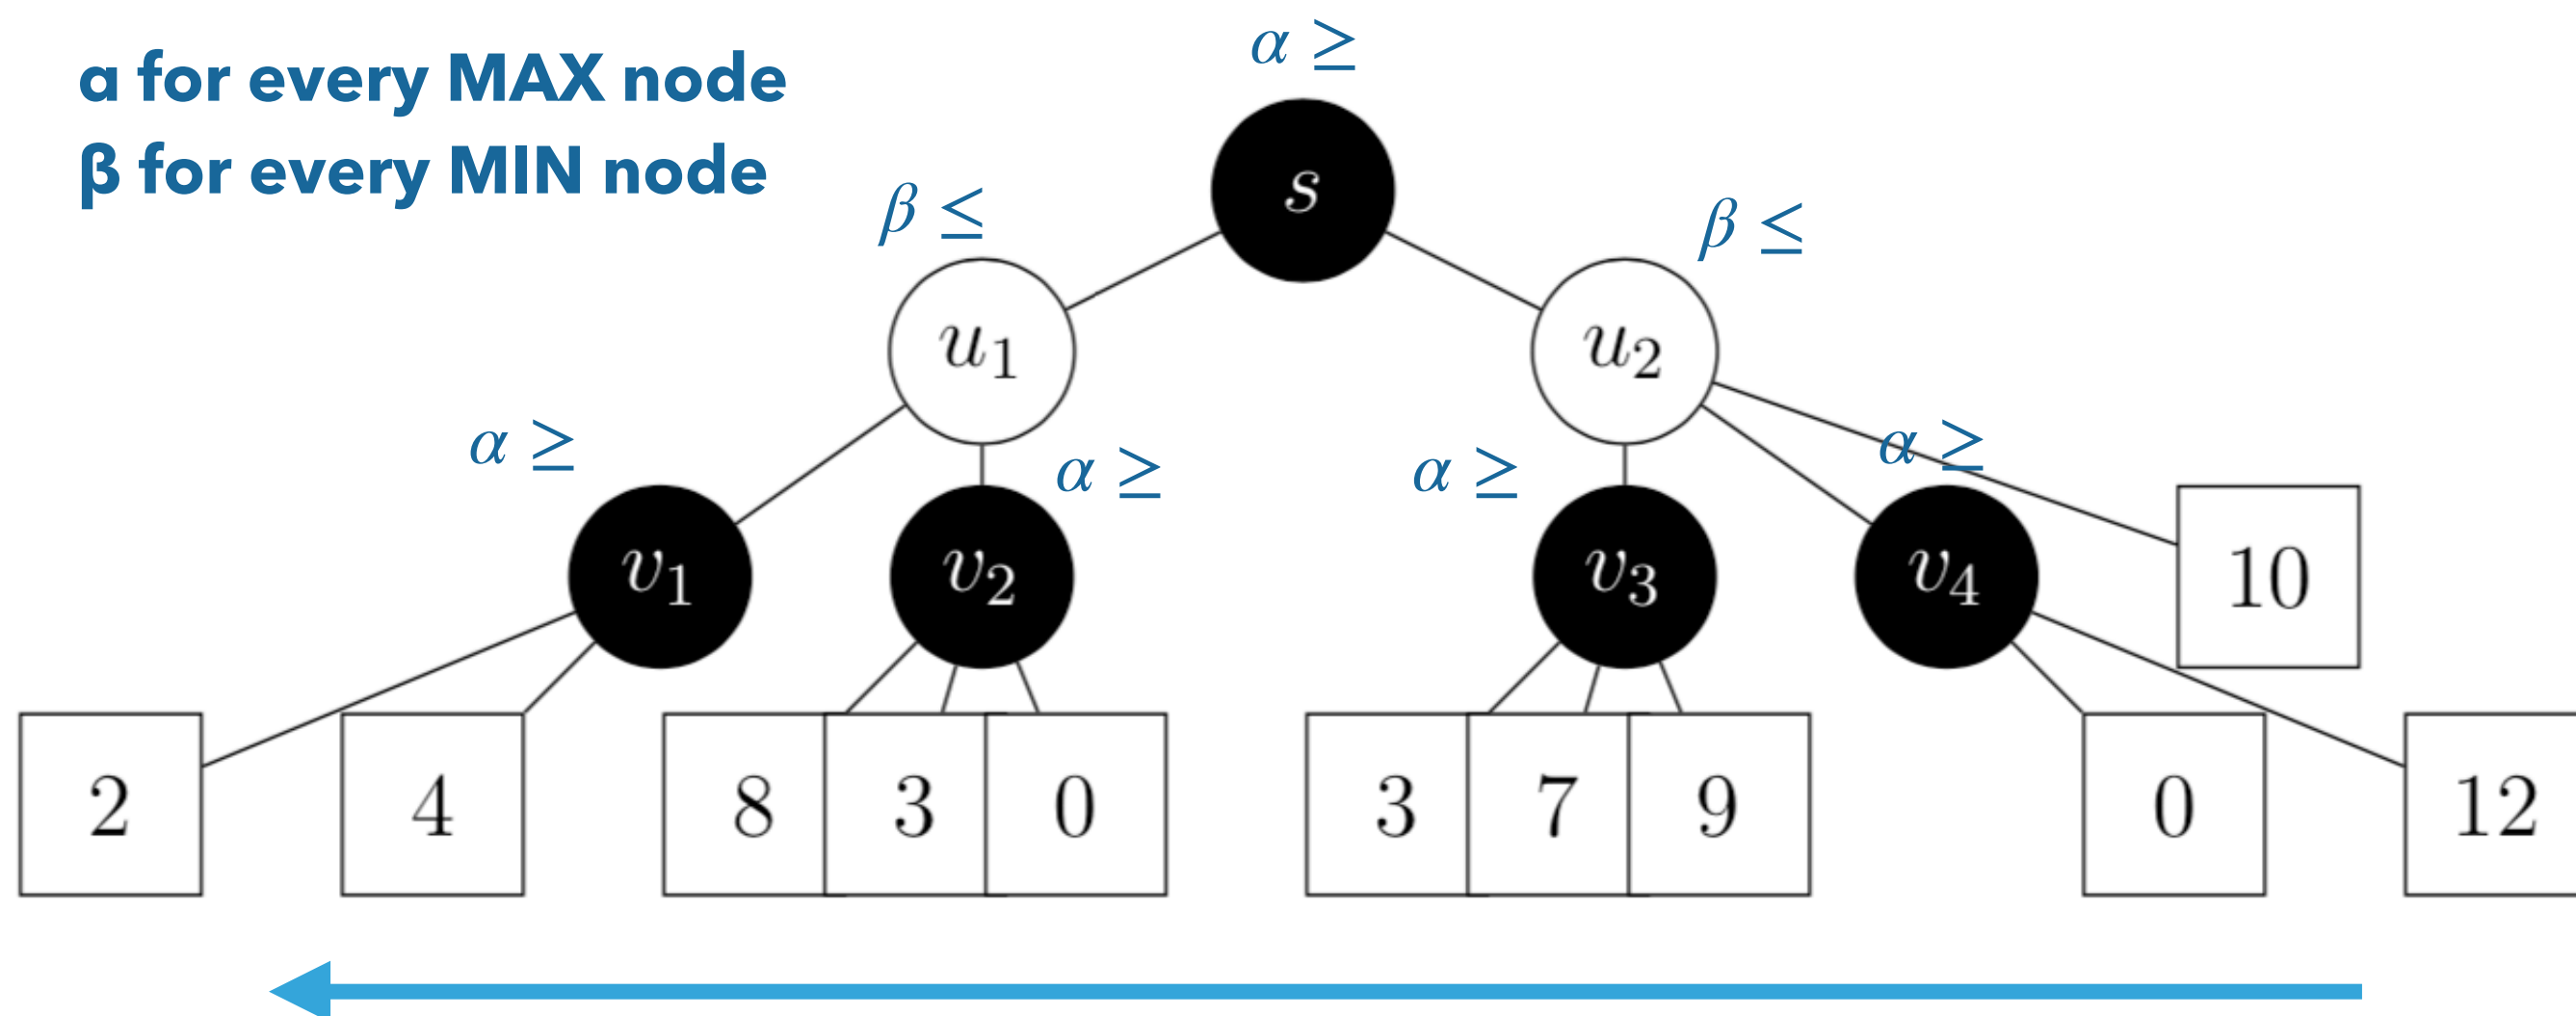 α ≥
α for every MAX node
β for every MIN node
s
β ≤ β ≤
u1 u2
α ≥ α ≥ α ≥ α ≥
v1 v2 v3 v4 10
2 4 8 3 0 3 7 9 0 12